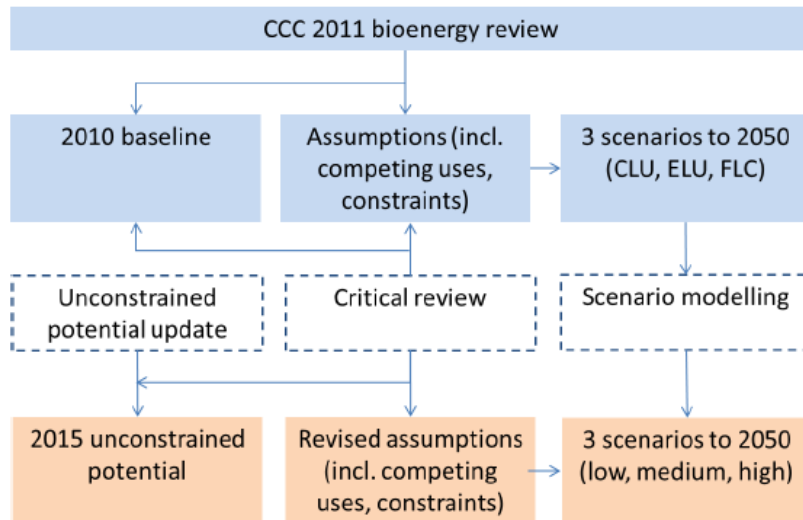 CCC 2011 bioenergy review
2010 baseline
Assumptions (incl.
competing uses,
constraints)
3 scenarios to 2050
(CLU, ELU, FLC)
Unconstrained
potential update
Critical review
Scenario modelling
2015 unconstrained
potential
Revised assumptions
(incl. competing
uses, constraints)
3 scenarios to 2050
(low, medium, high)